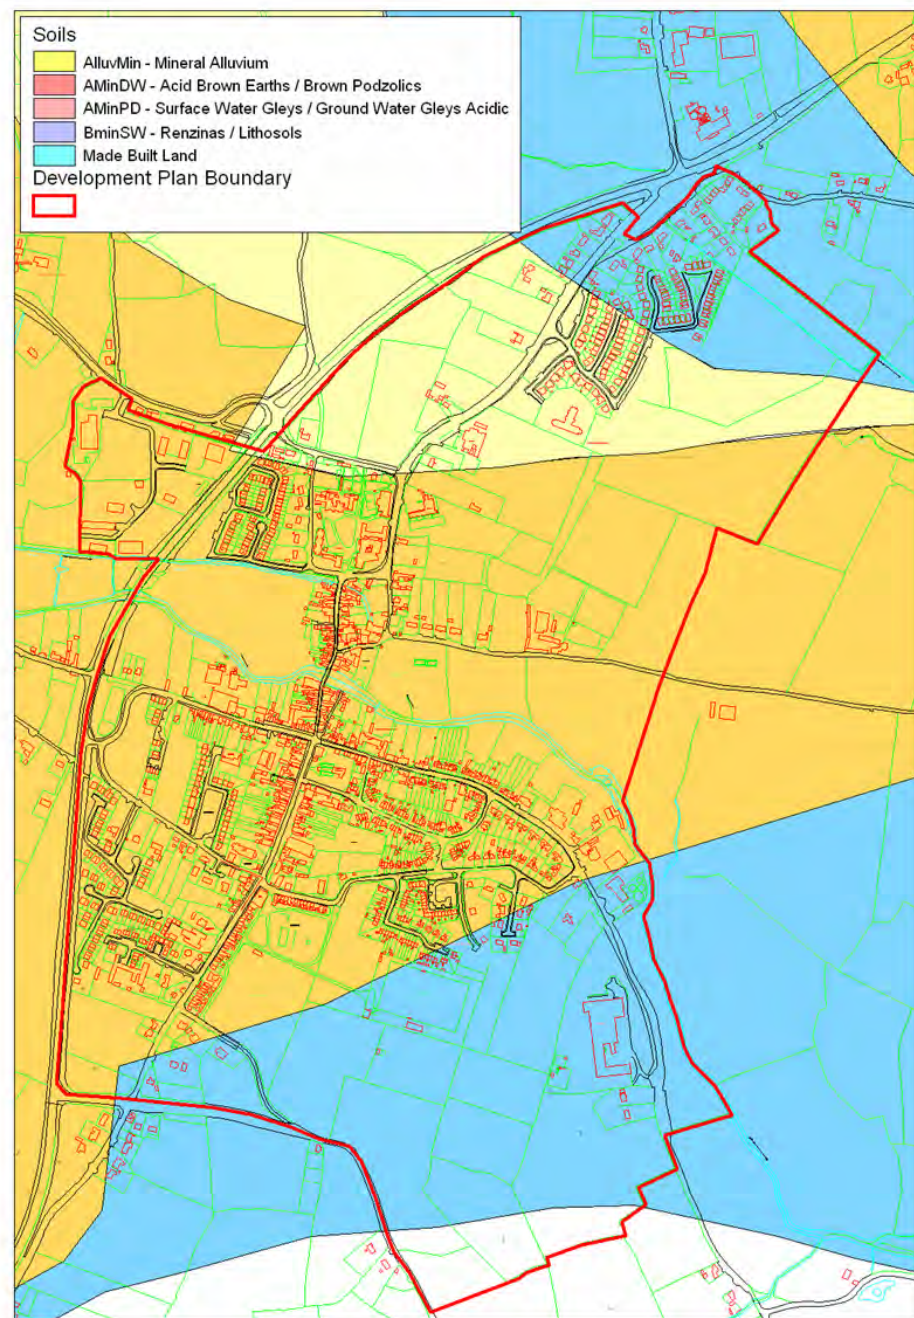 Soils
AlluvMin - Mineral Alluvium
AMinDW - Acid Brown Earths / Brown Podzolics
AMinPD - Surface Water Gleys / Ground Water Gleys Acidic
BminSW - Renzinas / Lithosols
Made Built Land
Development Plan Boundary